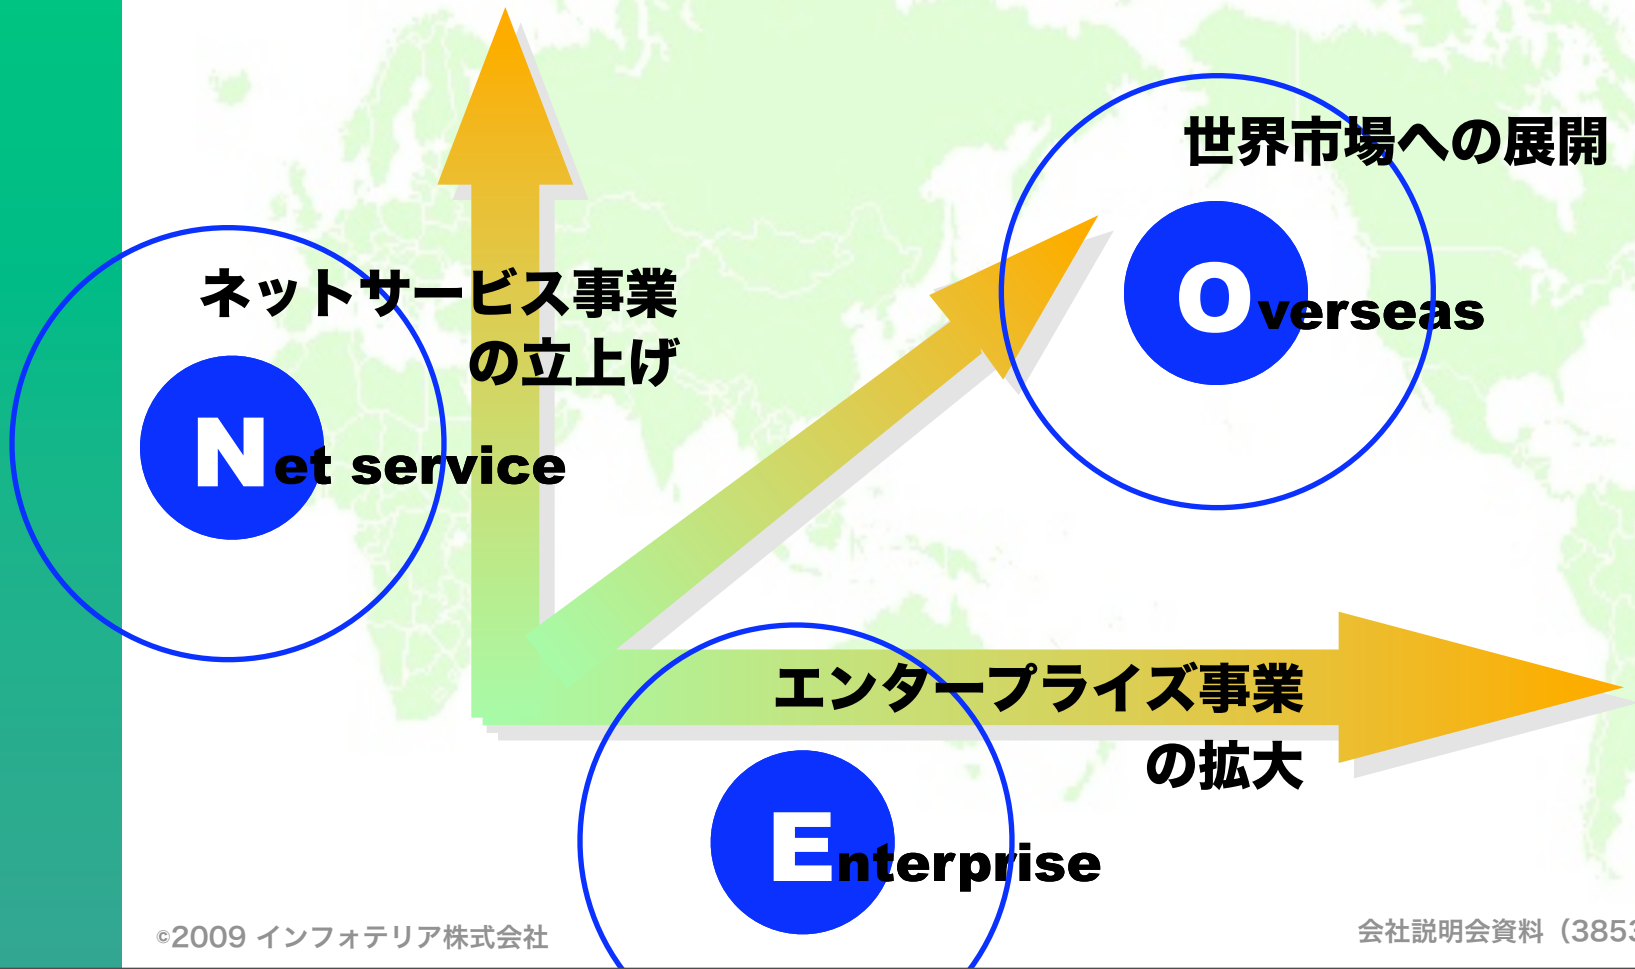 世界市場への展開
Overseas
ネットサービス事業
の立上げ
Net service
エンタープライズ事業
の拡大
Enterprise
©2009 インフォテリア株式会社
会社説明会資料（3853